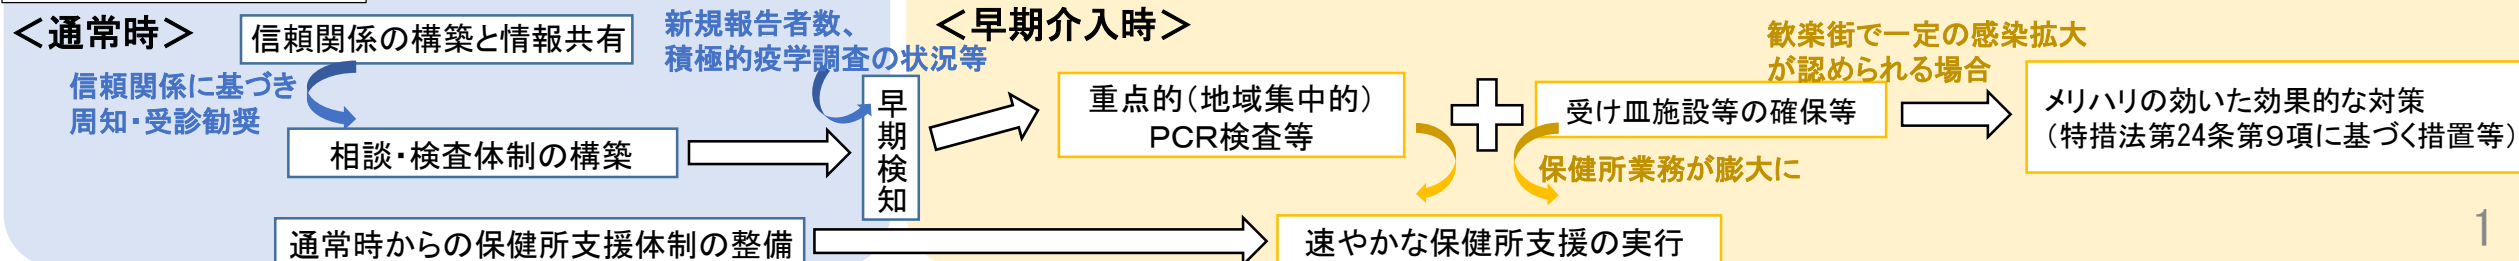 ＜通常時＞
信頼関係の構築と情報共有
信頼関係に基づき
周知・受診勧奨
相談・検査体制の構築
通常時からの保健所支援体制の整備
新規報告者数、
積極的疫学調査の状況等
早期検知
＜早期介入時＞
重点的（地域集中的）
ＰＣＲ検査等
受け皿施設等の確保等
保健所業務が膨大に
速やかな保健所支援の実行
歓楽街で一定の感染拡大
が認められる場合
メリハリの効いた効果的な対策
（特措法第24条第９項に基づく措置等）
1